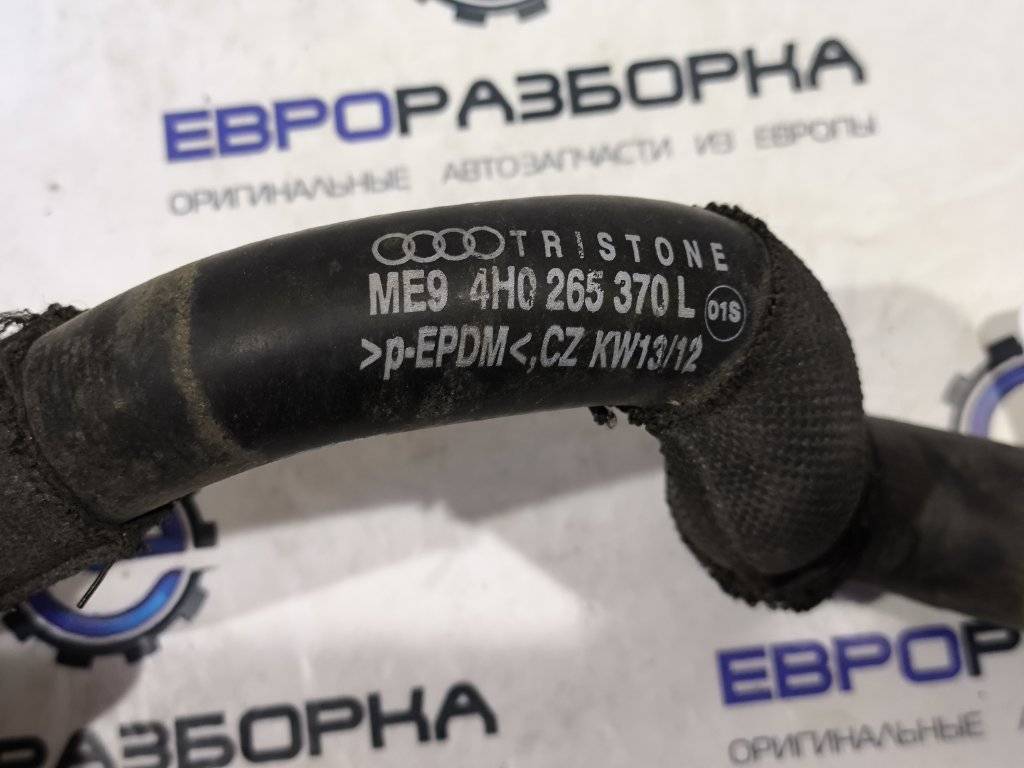 ЕВРОРАЗБОРКА
ОРИГИНАЛЬНЫЕ АВТОЗАПЧАСТИ ИЗ ЕВРОПЫ
TRISTONE
ME9 4H0 265 370 L 01S
>p-EPDM<,CZ KW13/12
ЕВРОР
ОРИГИНАЛЬНЫЕ А
РАЗБОРКА